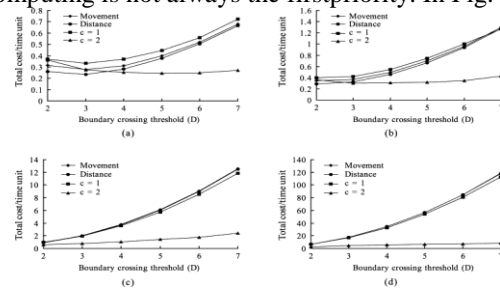 mputing is not always the firstpriority. In Fig.
0.8
0.7
0.6
0.5
0.4
0.3
0.2
0.1
0
Total cost/time unit
Movement
Distance
c = 1
c = 2
2 3 4 5 6 7
Boundary crossing threshold (D)
(a)
1.6
1.4
1.2
1
0.8
0.6
0.4
0.2
0
Total cost/time unit
Movement
Distance
c = 1
c = 2
2 3 4 5 6 7
Boundary crossing threshold (D)
(b)
14
12
10
8
6
4
2
0
Total cost/time unit
Movement
Distance
c = 1
c = 2
2 3 4 5 6 7
Boundary crossing threshold (D)
(c)
140
120
100
80
60
40
20
0
Total cost/time unit
Movement
Distance
c = 1
c = 2
2 3 4 5 6 7
Boundary crossing threshold (D)
(d)